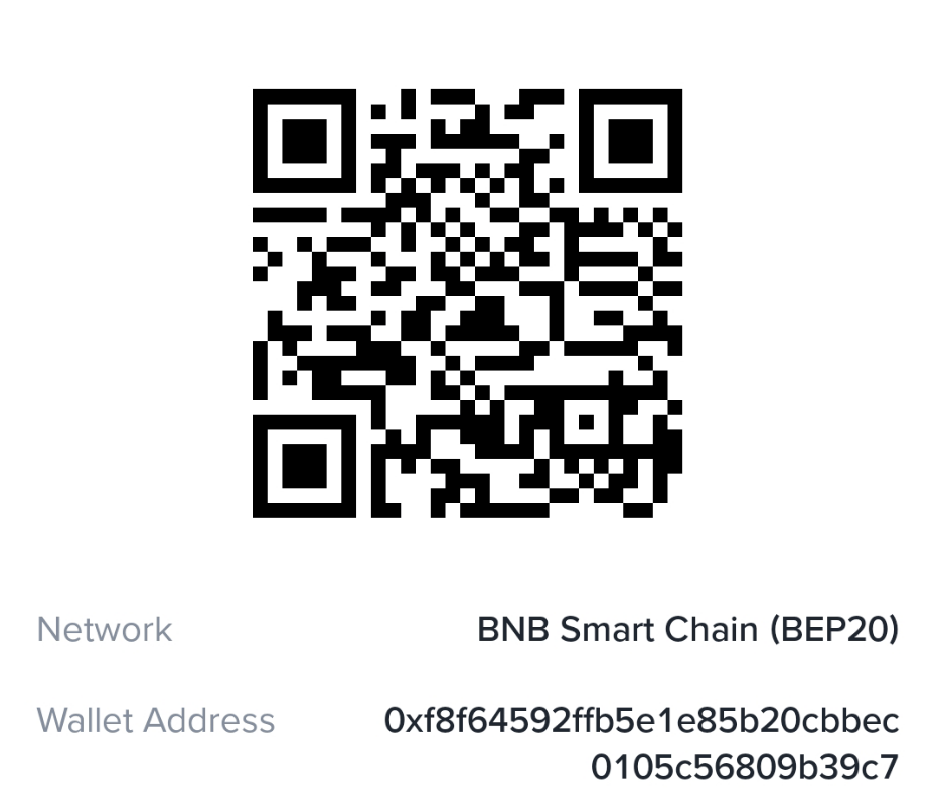 Network
BNB Smart Chain (BEP20)
Wallet Address
0xf8f64592ffb5e1e85b20cbbec
0105c56809b39c7